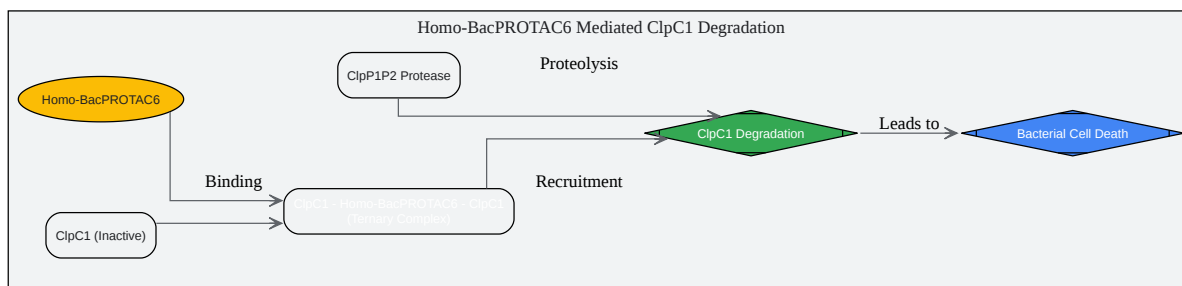 Homo-BacPROTAC6 Mediated ClpC1 Degradation
Proteolysis
ClpP1P2 Protease
Homo-BacPROTAC6
ClpC1 Degradation
Leads to
Bacterial Cell Death
Binding
Recruitment
ClpC1 - Homo-BacPROTAC6 - ClpC1
(Ternary Complex)
ClpC1 (Inactive)